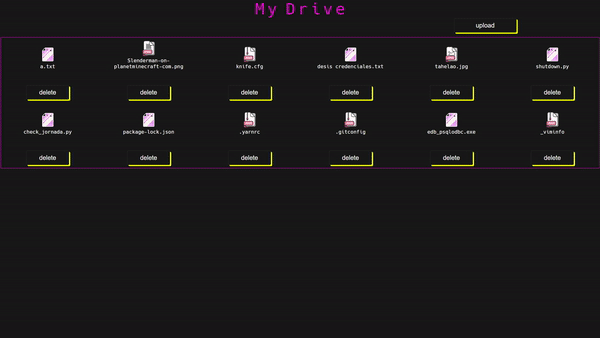 My Drive
upload
a.txt
Slenderman-on-
planetminecraft-com.png
knife.cfg
desis credenciales.txt
tahelao.jpg
shutdown.py
delete
delete
delete
delete
delete
delete
check_jornada.py
package-lock.json
.yarnrc
.gitconfig
edb_psqlodbc.exe
_viminfo
delete
delete
delete
delete
delete
delete